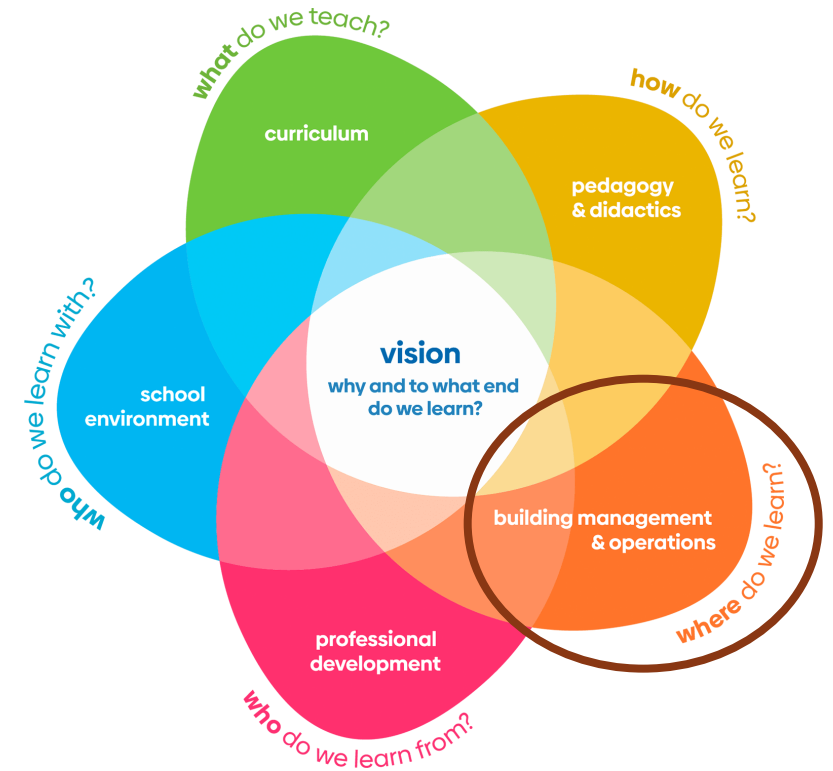 what do we teach?
curriculum
how do we learn?
pedagogy
& didactics
who do we learn with?
school
environment
vision
why and to what end
do we learn?
building management
& operations
where do we learn?
professional
development
who do we learn from?